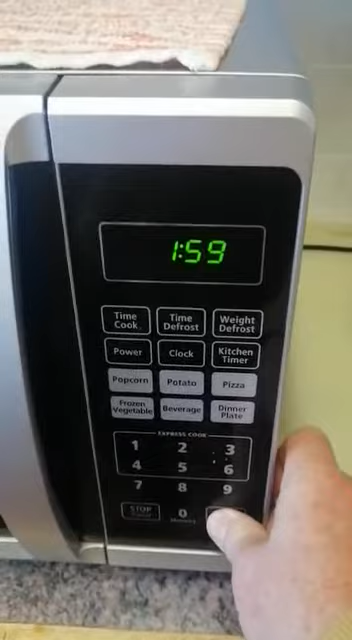 1:59
Time Cook
Time Defrost
Weight Defrost
Power
Clock
Kitchen Timer
Popcorn
Potato
Pizza
Frozen Vegetable
Beverage
Dinner Plate
EXPRESS COOK
1 2 3
4 5 6
7 8 9
STOP
0